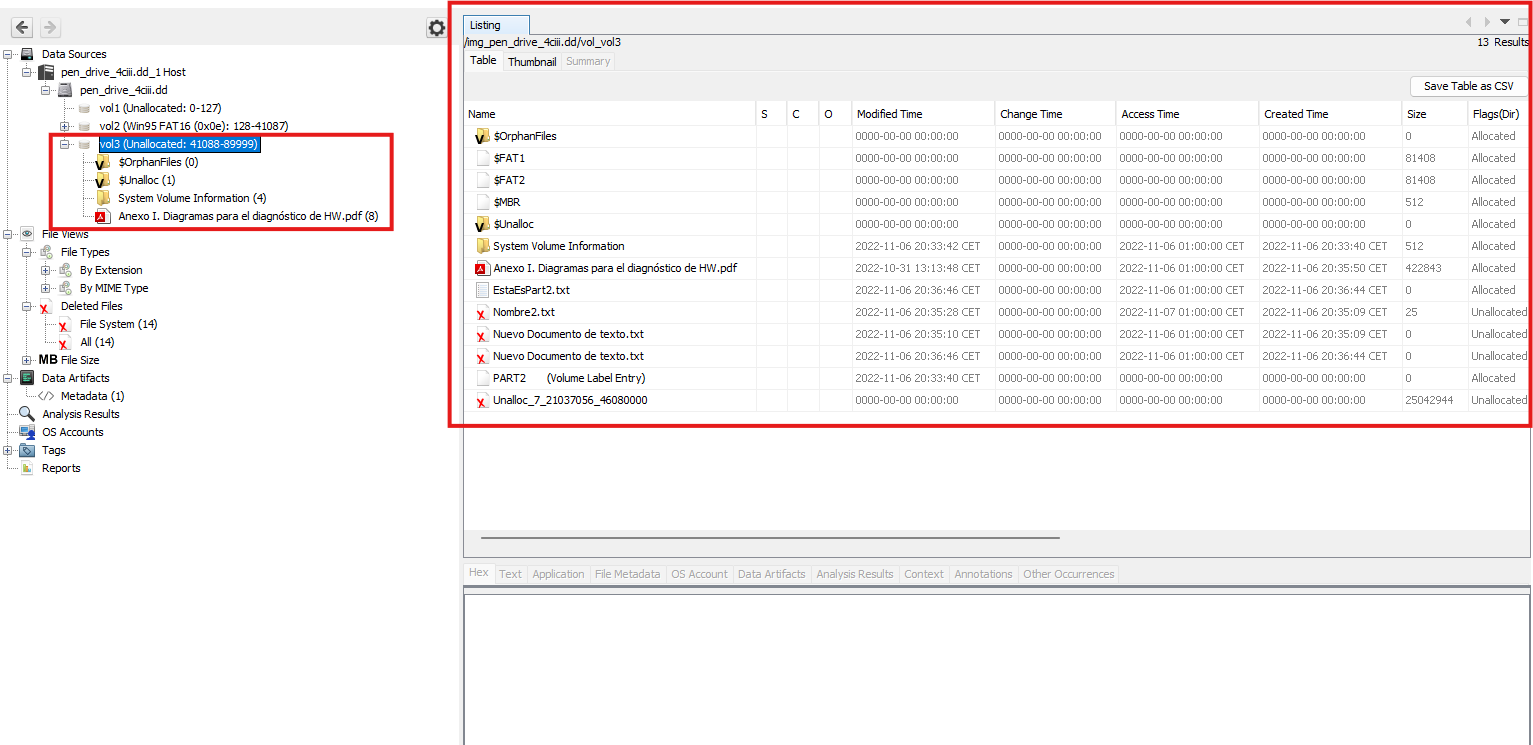 Data Sources
pen_drive_4ciii.dd_1 Host
pen_drive_4ciii.dd
vol1 (Unallocated: 0-127)
vol2 (Win95 FAT16 (0x0e): 128-41087)
vol3 (Unallocated: 41088-89999)
$OrphanFiles (0)
$Unalloc (1)
System Volume Information (4)
Anexo I. Diagramas para el diagnóstico de HW.pdf (8)
File Views
File Types
By Extension
By MIME Type
Deleted Files
File System (14)
All (14)
MB File Size
Data Artifacts
Metadata (1)
Analysis Results
OS Accounts
Tags
Reports
Listing
/img_pen_drive_4ciii.dd/vol_vol3 13 Results
Table Thumbnail Summary
Save Table as CSV
Name S C O Modified Time Change Time Access Time Created Time Size Flags(Dir)
$OrphanFiles 0000-00-00 00:00:00 0000-00-00 00:00:00 0000-00-00 00:00:00 0000-00-00 00:00:00 0 Allocated
$FAT1 0000-00-00 00:00:00 0000-00-00 00:00:00 0000-00-00 00:00:00 0000-00-00 00:00:00 81408 Allocated
$FAT2 0000-00-00 00:00:00 0000-00-00 00:00:00 0000-00-00 00:00:00 0000-00-00 00:00:00 81408 Allocated
$MBR 0000-00-00 00:00:00 0000-00-00 00:00:00 0000-00-00 00:00:00 0000-00-00 00:00:00 512 Allocated
$Unalloc 0000-00-00 00:00:00 0000-00-00 00:00:00 0000-00-00 00:00:00 0000-00-00 00:00:00 0 Allocated
System Volume Information 2022-11-06 20:33:42 CET 0000-00-00 00:00:00 2022-11-06 01:00:00 CET 2022-11-06 20:33:40 CET 512 Allocated
Anexo I. Diagramas para el diagnóstico de HW.pdf 2022-10-31 13:13:48 CET 0000-00-00 00:00:00 2022-11-06 01:00:00 CET 2022-11-06 20:35:50 CET 422843 Allocated
EstaEsPart2.txt 2022-11-06 20:36:46 CET 0000-00-00 00:00:00 2022-11-06 01:00:00 CET 2022-11-06 20:36:44 CET 0 Allocated
Nombre2.txt 2022-11-06 20:35:28 CET 0000-00-00 00:00:00 2022-11-07 01:00:00 CET 2022-11-06 20:35:09 CET 25 Unallocated
Nuevo Documento de texto.txt 2022-11-06 20:35:10 CET 0000-00-00 00:00:00 2022-11-06 01:00:00 CET 2022-11-06 20:35:09 CET 0 Unallocated
Nuevo Documento de texto.txt 2022-11-06 20:36:46 CET 0000-00-00 00:00:00 2022-11-06 01:00:00 CET 2022-11-06 20:36:44 CET 0 Unallocated
PART2 (Volume Label Entry) 2022-11-06 20:33:40 CET 0000-00-00 00:00:00 0000-00-00 00:00:00 0000-00-00 00:00:00 0 Allocated
Unalloc_7_21037056_46080000 0000-00-00 00:00:00 0000-00-00 00:00:00 0000-00-00 00:00:00 0000-00-00 00:00:00 25042944 Unallocated
Hex Text Application File Metadata OS Account Data Artifacts Analysis Results Context Annotations Other Occurrences